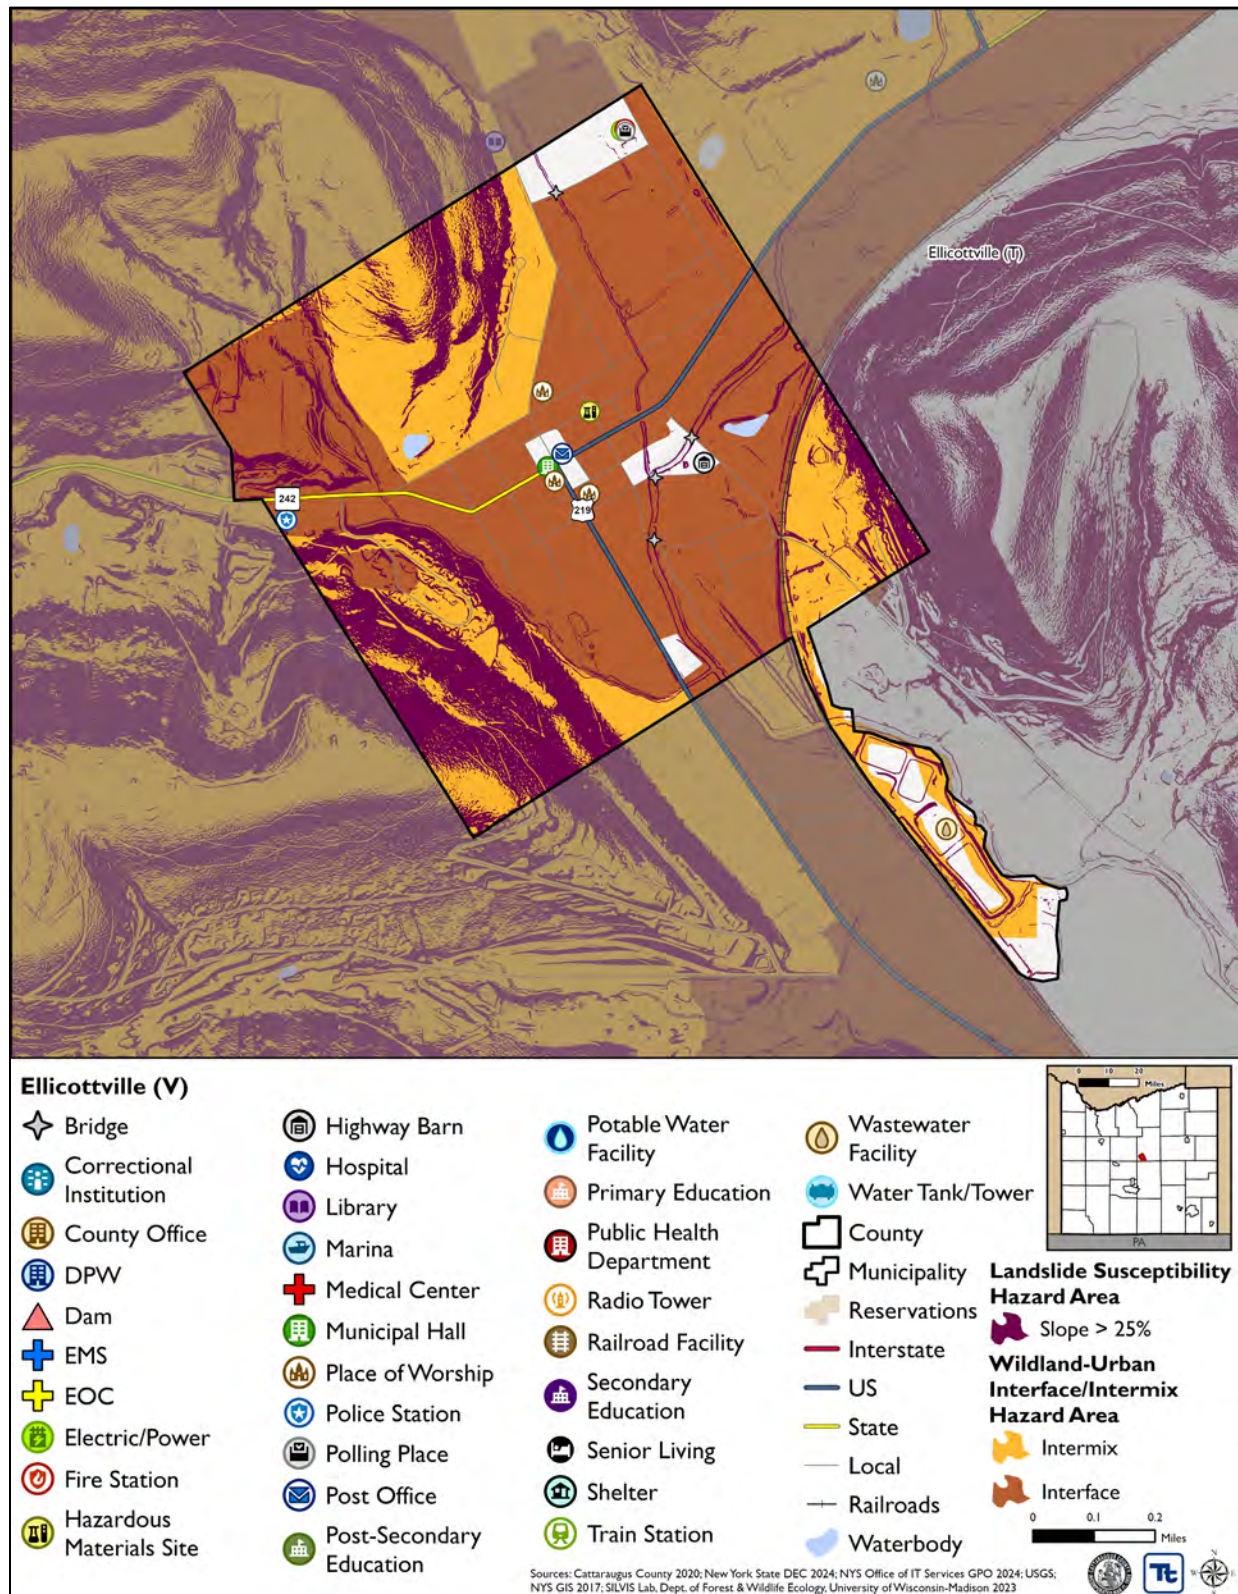 Ellicottville (T)
242
219
Ellicottville (V)
Bridge
Correctional
Institution
County Office
DPW
Dam
EMS
EOC
Electric/Power
Fire Station
Hazardous
Materials Site
Highway Barn
Hospital
Library
Marina
Medical Center
Municipal Hall
Place of Worship
Police Station
Polling Place
Post Office
Post-Secondary
Education
Potable Water
Facility
Primary Education
Public Health
Department
Radio Tower
Railroad Facility
Secondary
Education
Senior Living
Shelter
Train Station
Wastewater
Facility
Water Tank/Tower
County
Municipality
Reservations
Interstate
US
State
Local
Railroads
Waterbody
0 10 20
Miles
PA
Landslide Susceptibility
Hazard Area
Slope > 25%
Wildland-Urban
Interface/Intermix
Hazard Area
Intermix
Interface
0 0.1 0.2
Miles
Sources: Cattaraugus County 2020; New York State DEC 2024; NYS Office of IT Services GPO 2024; USGS;
NYS GIS 2017; SILVIS Lab, Dept. of Forest & Wildlife Ecology, University of Wisconsin-Madison 2023
Tt
N
W E
S